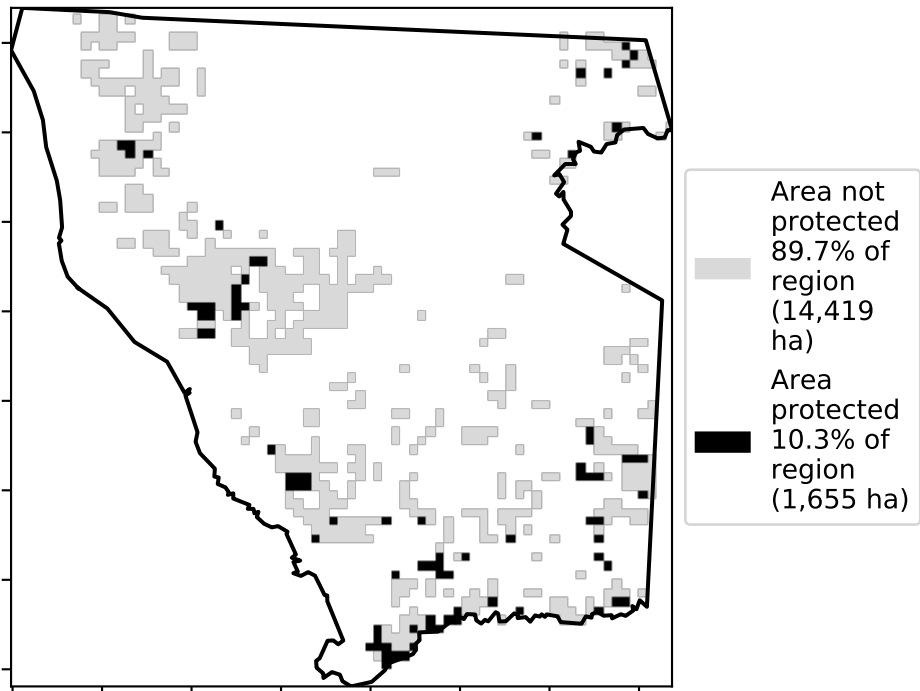 Area not
protected
89.7% of
region
(14,419
ha)
Area
protected
10.3% of
region
(1,655 ha)